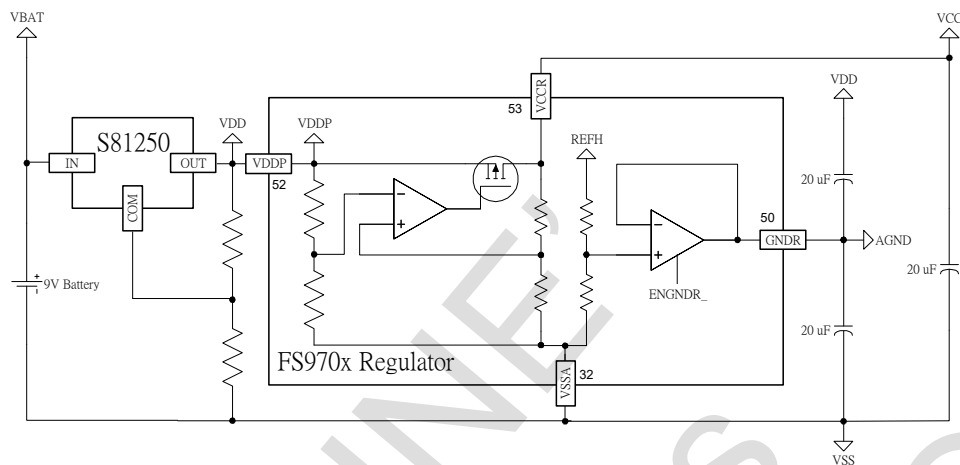 VBAT
VCC
S81250
IN
OUT
COM
VDD
VDDP
52
VDDP
53
VCCR
REFH
50
GNDR
ENGNDR_
VDD
20 uF
AGND
20 uF
20 uF
9V Battery
+
-
-
+
-
+
FS970x Regulator
VSSA
32
VSS